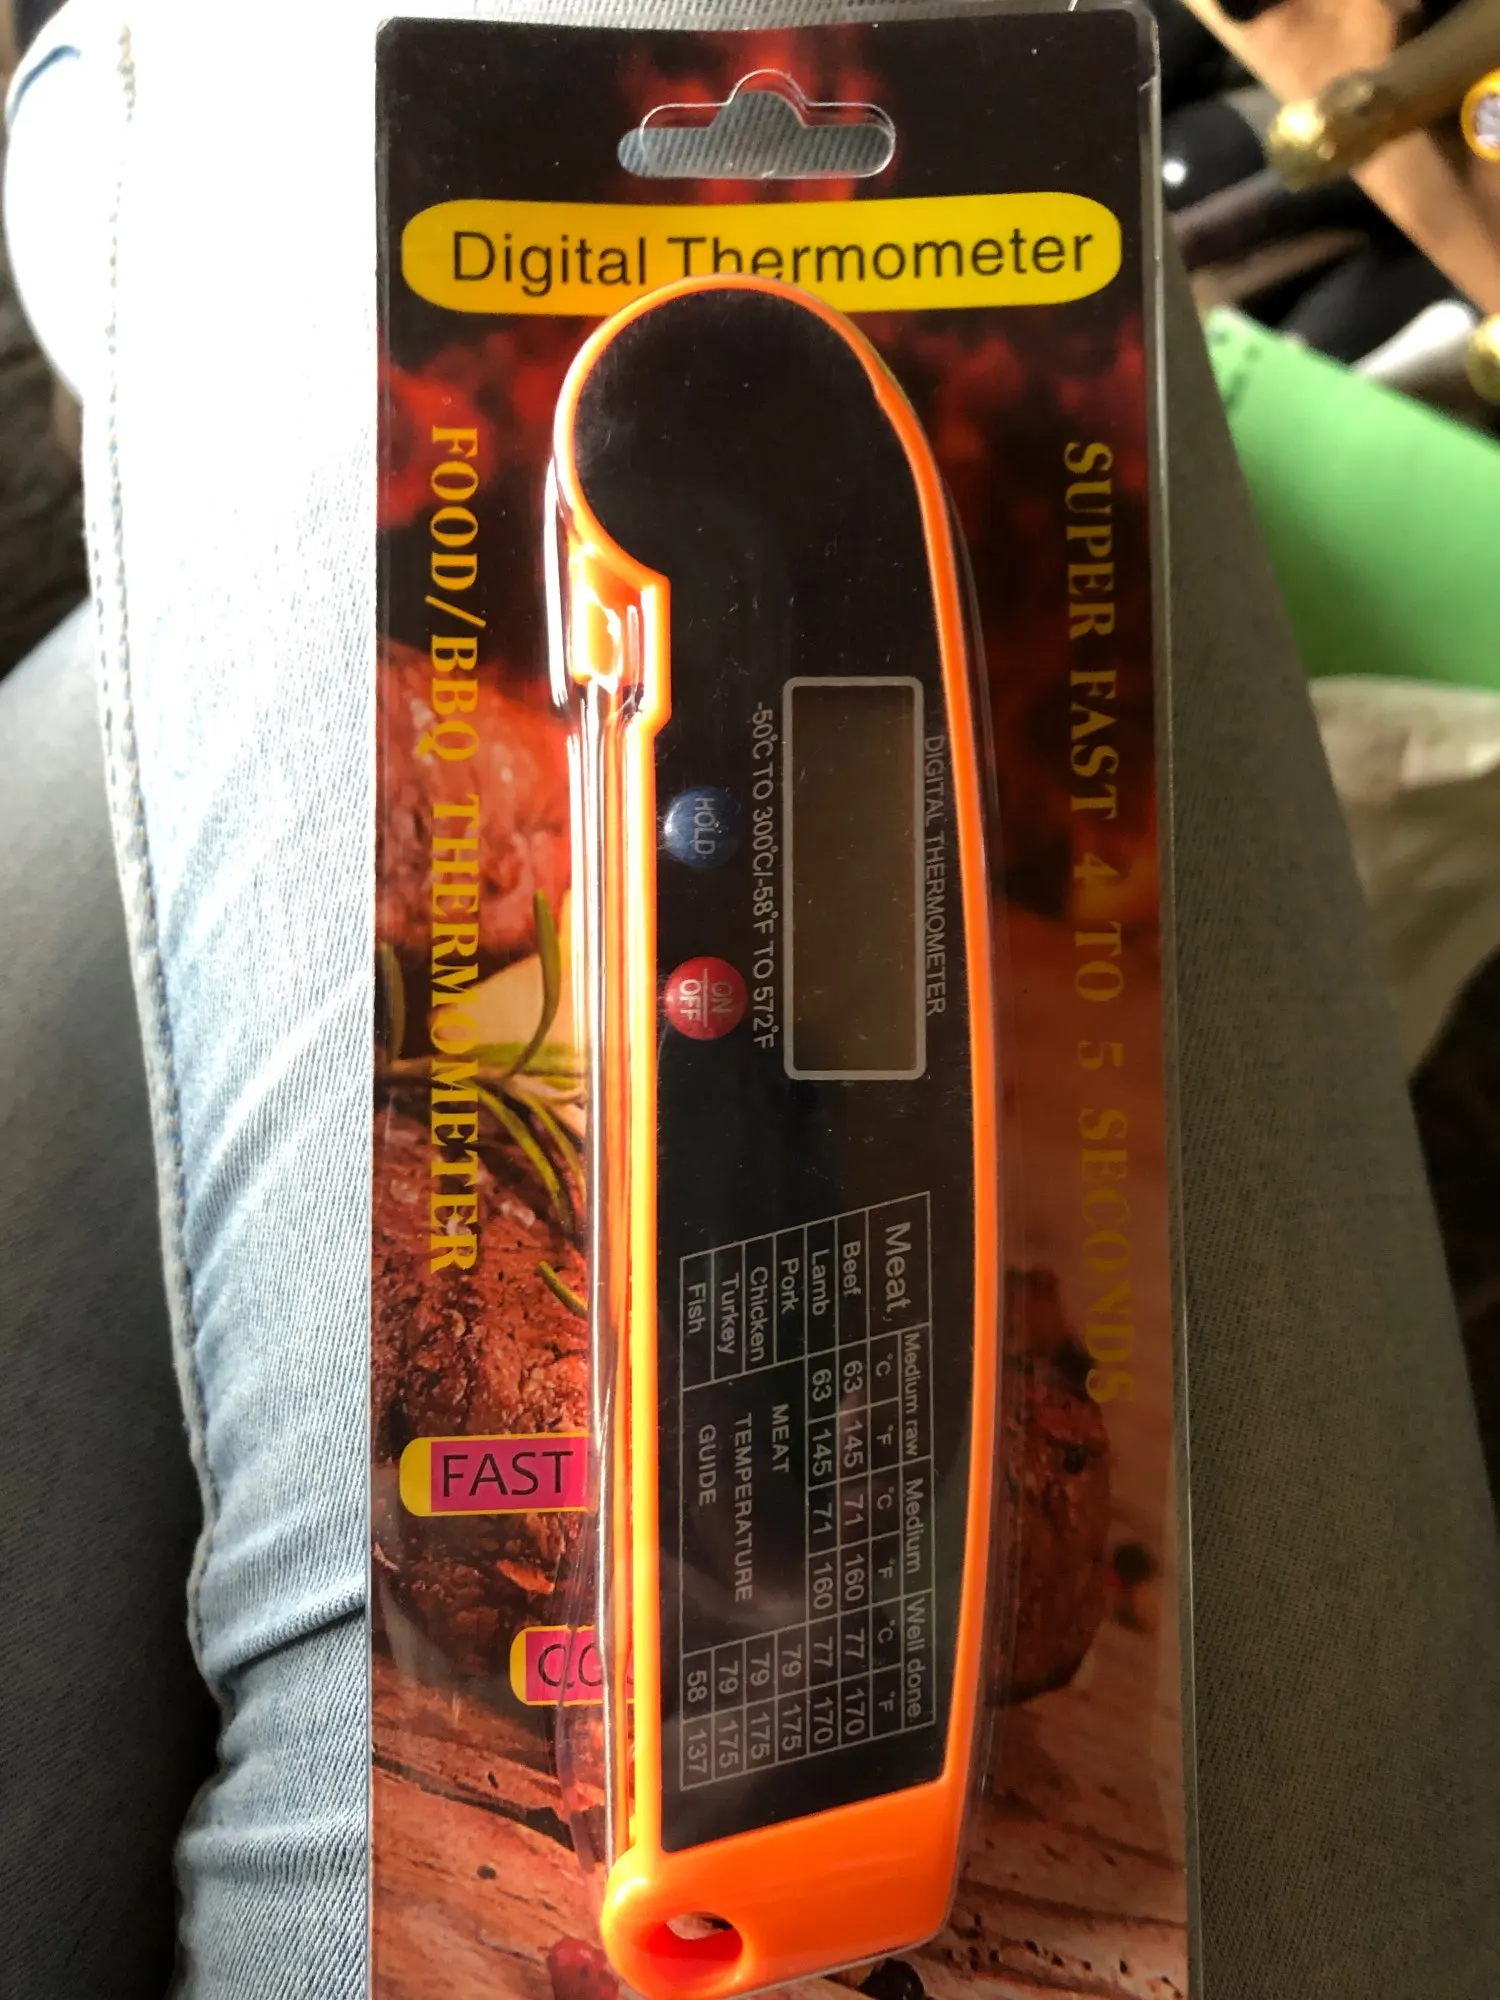 Digital Thermometer
FOOD/BBQ THERMOMETER
SUPER FAST 4 TO 5 SECONDS
DIGITAL THERMOMETER
-50°C TO 300°C/-58°F TO 572°F
HOLD
ON
OFF
Meat Medium raw Medium Well done
°C °F °C °F °C °F
Beef 63 145 71 160 77 170
Lamb 63 145 71 160 77 170
Pork 79 175
Chicken 79 175
Turkey 79 175
Fish 58 137
MEAT
TEMPERATURE
GUIDE
FAST